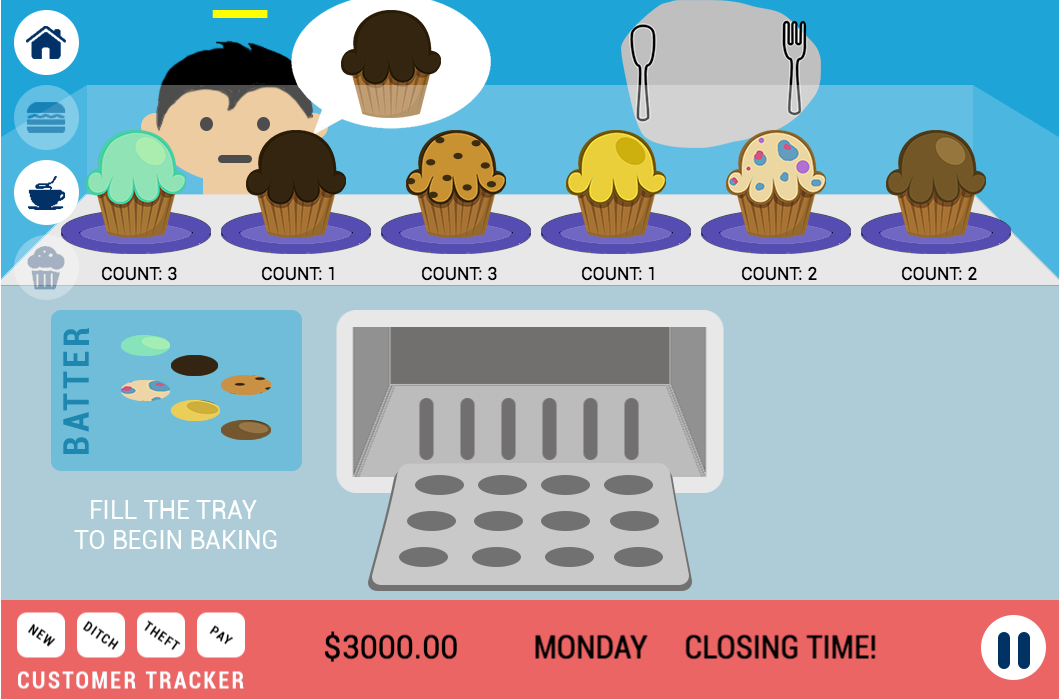 COUNT: 3
COUNT: 1
COUNT: 3
COUNT: 1
COUNT: 2
COUNT: 2
BATTER
FILL THE TRAY
TO BEGIN BAKING
NEW
DITCH
THEFT
PAY
CUSTOMER TRACKER
$3000.00
MONDAY
CLOSING TIME!